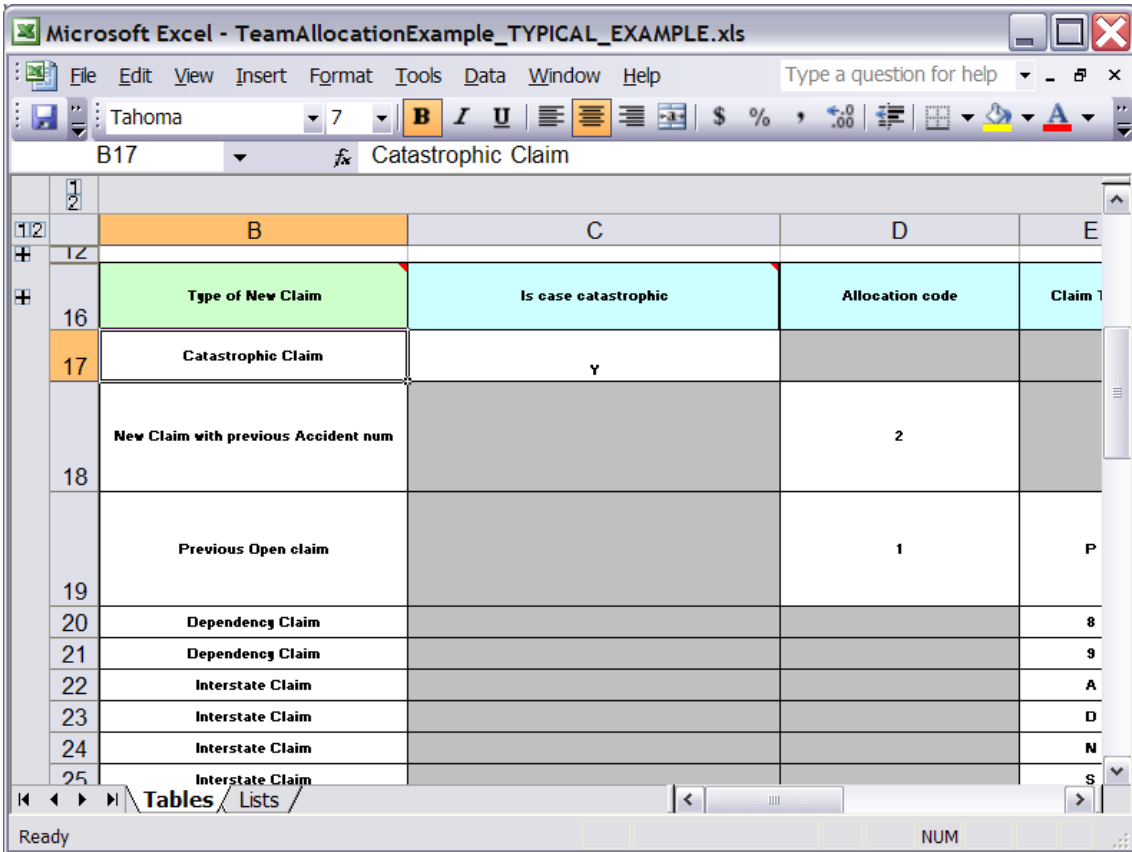 Microsoft Excel - TeamAllocationExample_TYPICAL_EXAMPLE.xls
File Edit View Insert Format Tools Data Window Help Type a question for help
Tahoma 7 B I U $ % , .00
B17 fx Catastrophic Claim
1
2
1 2 B C D E
12
16 Type of New Claim Is case catastrophic Allocation code Claim
17 Catastrophic Claim Y
18 New Claim with previous Accident num 2
19 Previous Open claim 1 P
20 Dependency Claim 8
21 Dependency Claim 9
22 Interstate Claim A
23 Interstate Claim D
24 Interstate Claim N
25 Interstate Claim S
Tables Lists
Ready NUM